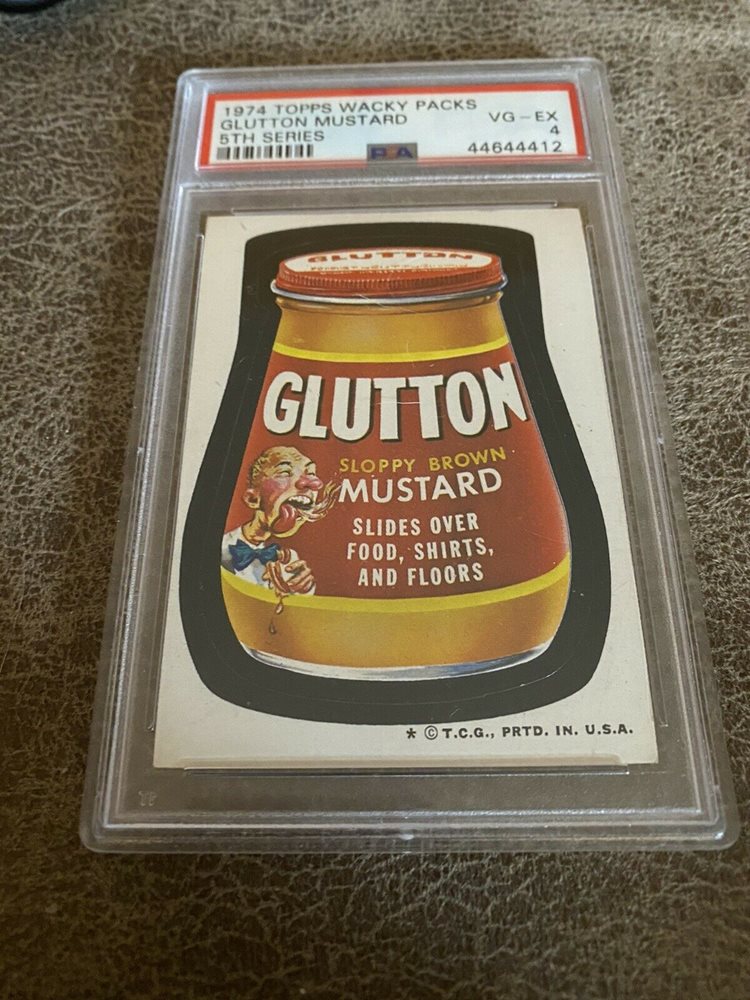 1974 TOPPS WACKY PACKS
GLUTTON MUSTARD VG-EX
5TH SERIES 4
PSA 44644412
GLUTTON
GLUTTON
SLOPPY BROWN
MUSTARD
SLIDES OVER
FOOD, SHIRTS,
AND FLOORS
* © T.C.G., PRTD. IN. U.S.A.